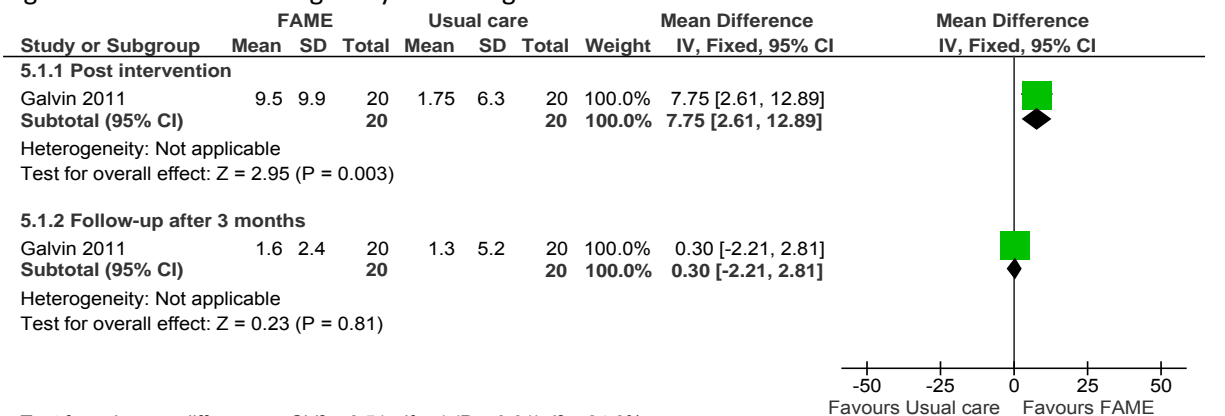 FAME Usual care Mean Difference Mean Difference
Study or Subgroup Mean SD Total Mean SD Total Weight IV, Fixed, 95% CI IV, Fixed, 95% CI
5.1.1 Post intervention
Galvin 2011 9.5 9.9 20 1.75 6.3 20 100.0% 7.75 [2.61, 12.89]
Subtotal (95% CI) 20 20 100.0% 7.75 [2.61, 12.89]
Heterogeneity: Not applicable
Test for overall effect: Z = 2.95 (P = 0.003)
5.1.2 Follow-up after 3 months
Galvin 2011 1.6 2.4 20 1.3 5.2 20 100.0% 0.30 [-2.21, 2.81]
Subtotal (95% CI) 20 20 100.0% 0.30 [-2.21, 2.81]
Heterogeneity: Not applicable
Test for overall effect: Z = 0.23 (P = 0.81)
-50 -25 0 25 50
Favours Usual care Favours FAME